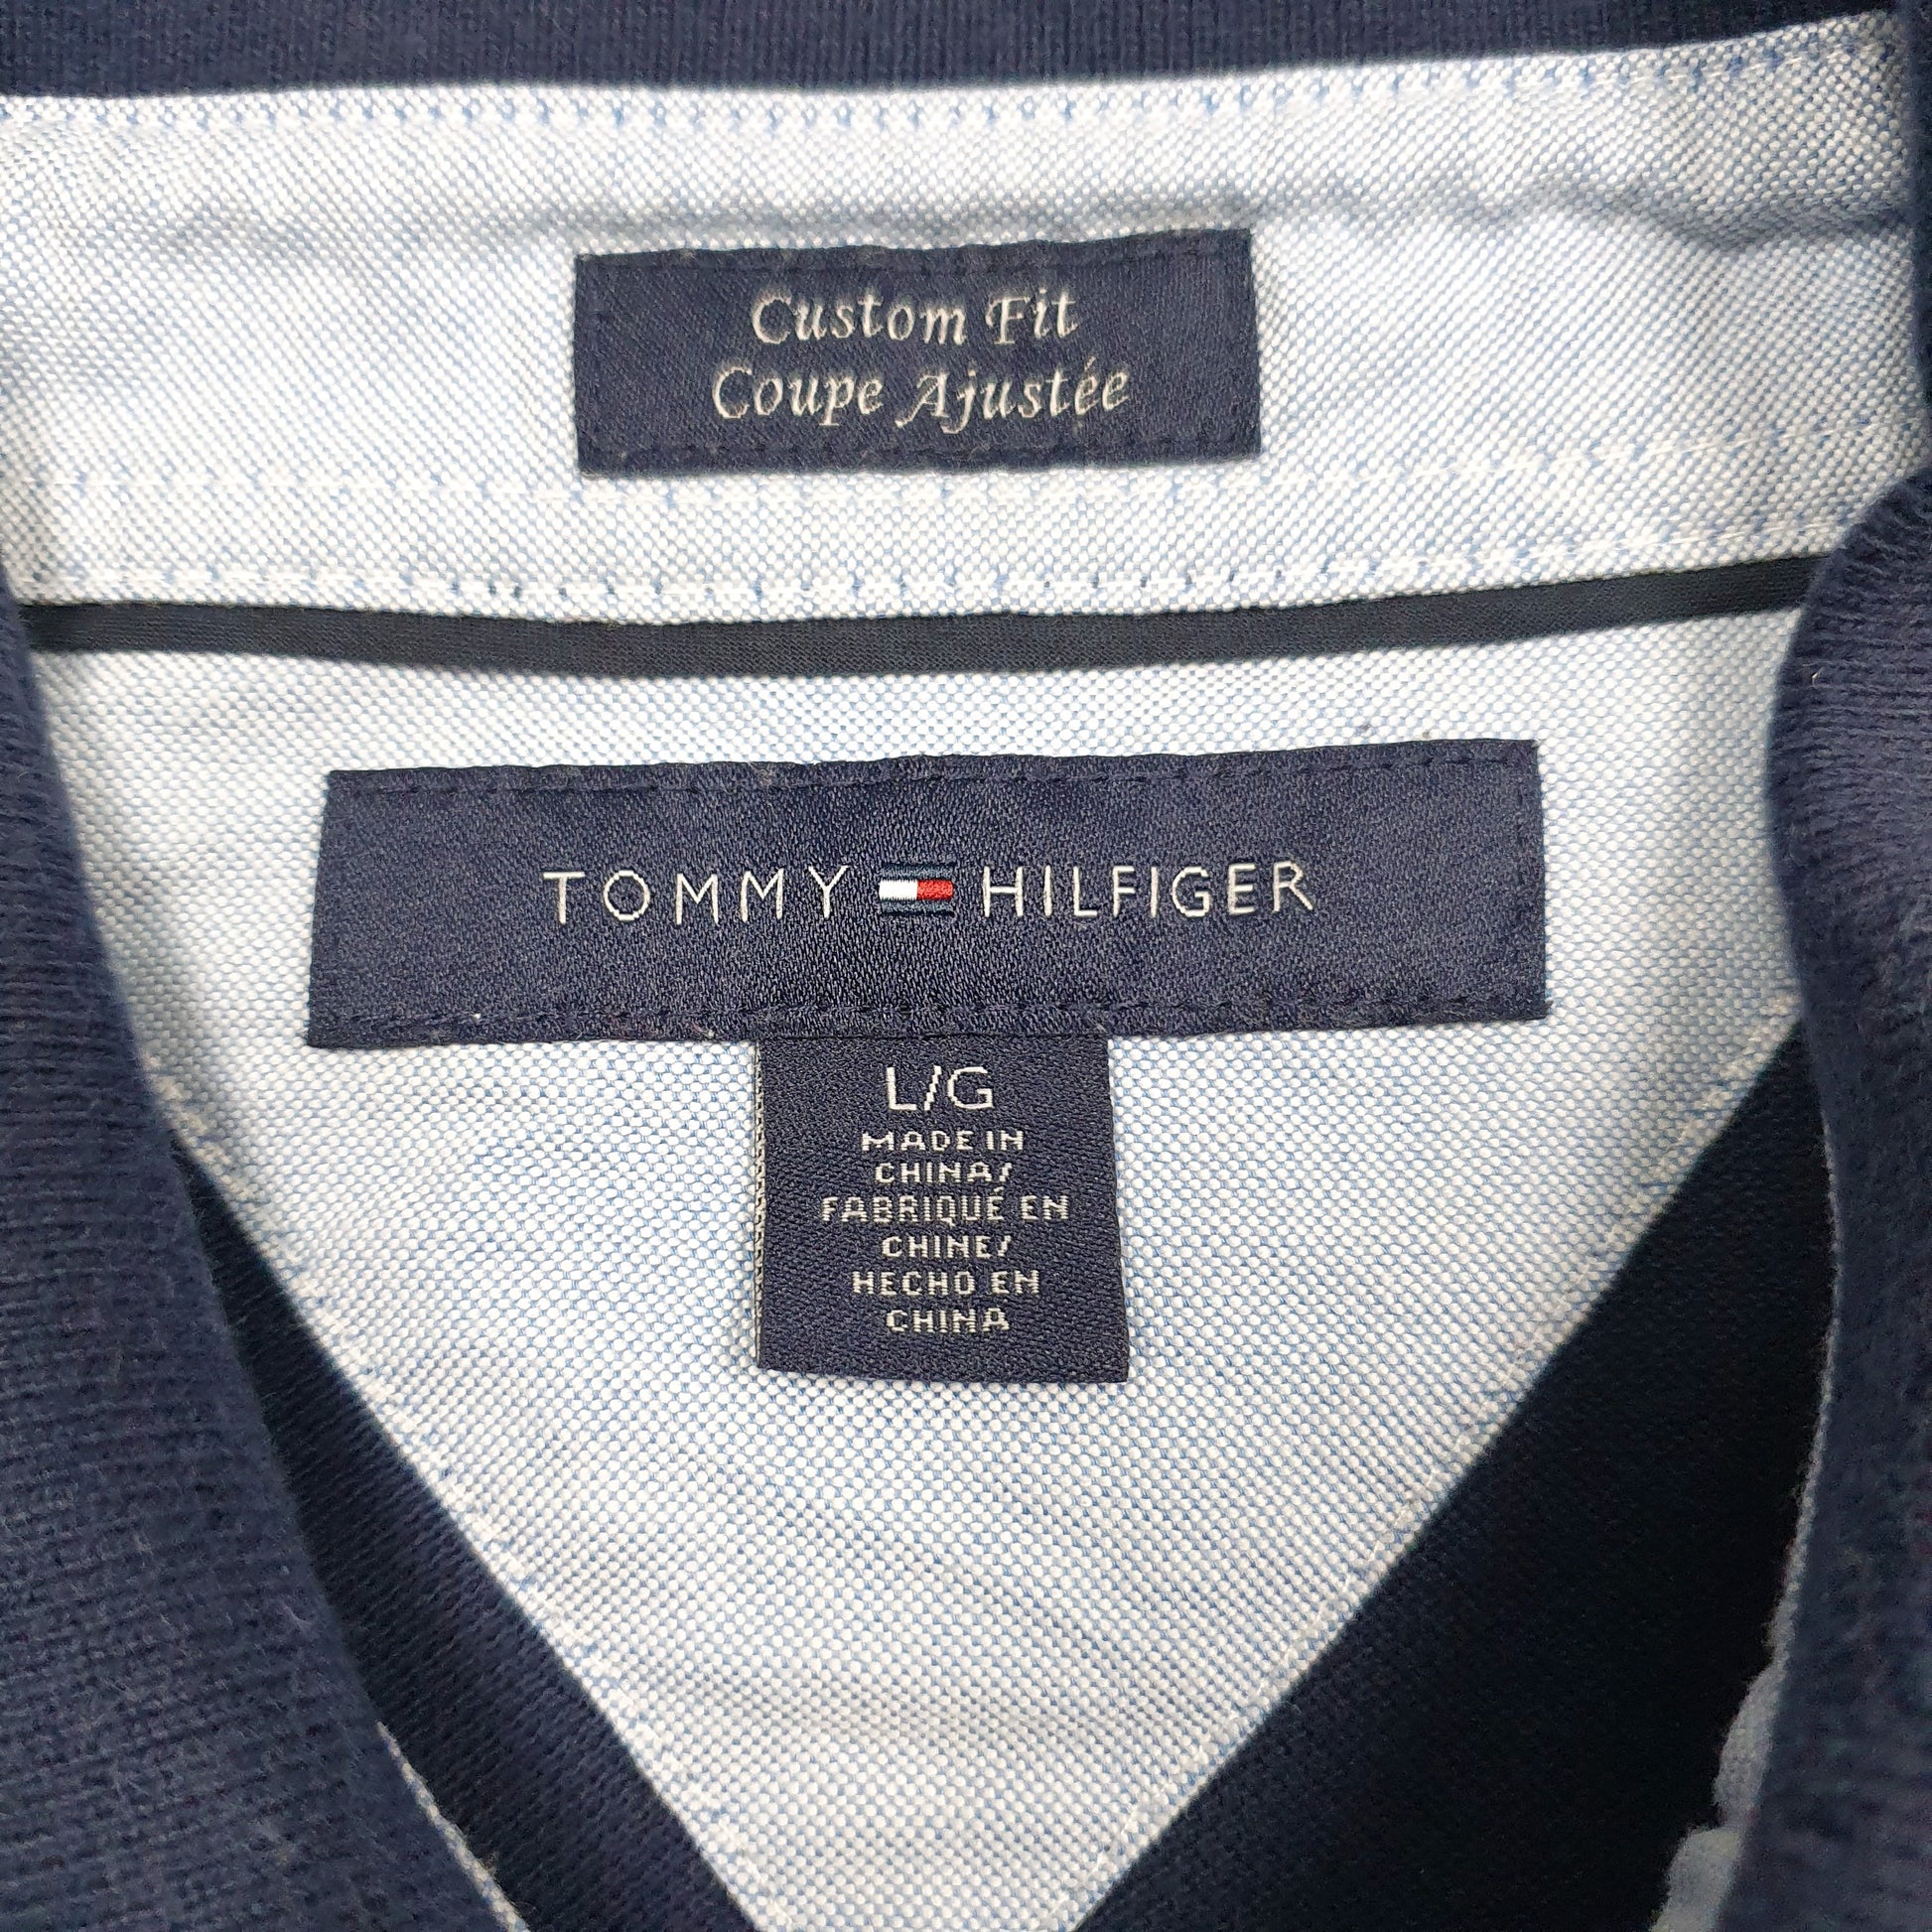 Custom Fit
Coupe Ajustée
TOMMY HILFIGER
L/G
MADE IN
CHINA/
FABRIQUÉ EN
CHINE/
HECHO EN
CHINA